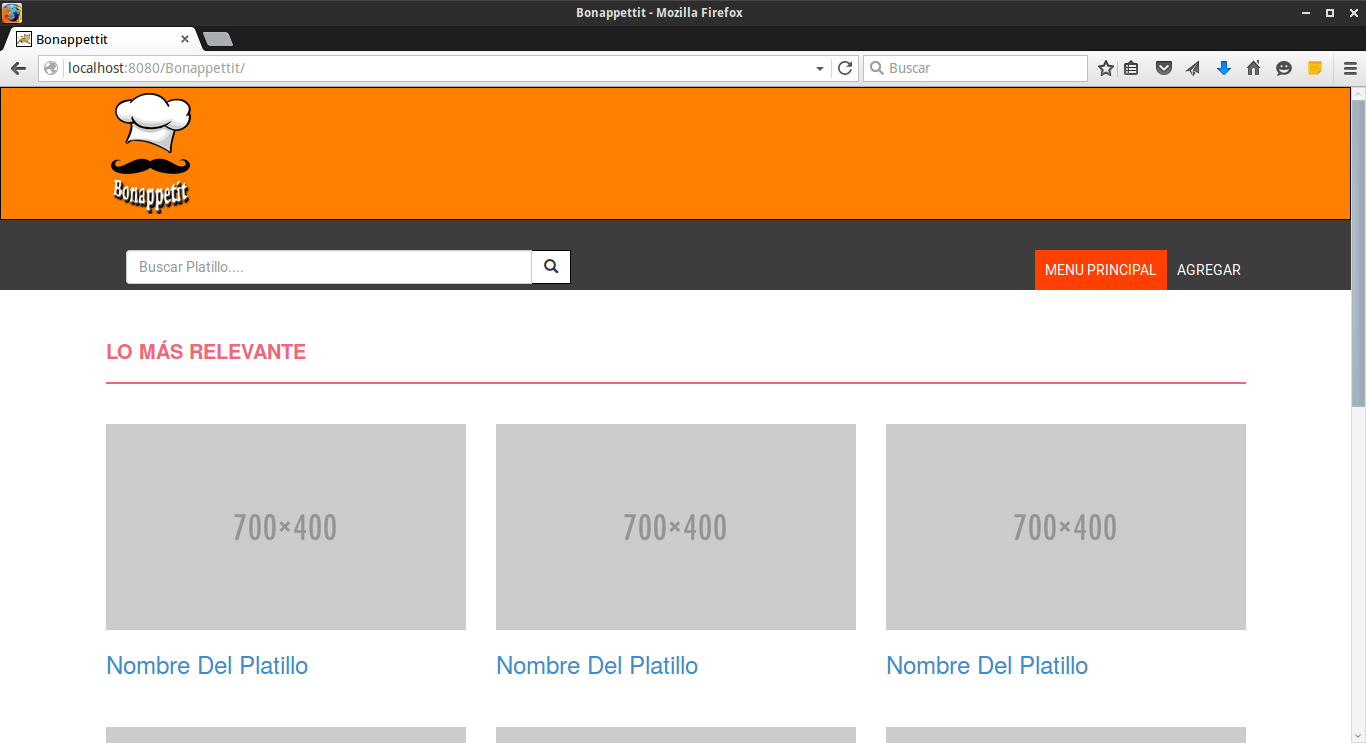 Bonappettit - Mozilla Firefox
Bonappettit
localhost:8080/Bonappettit/
Buscar
Bonappetit
Buscar Platillo....
MENU PRINCIPAL
AGREGAR
LO MÁS RELEVANTE
700×400
700×400
700×400
Nombre Del Platillo
Nombre Del Platillo
Nombre Del Platillo